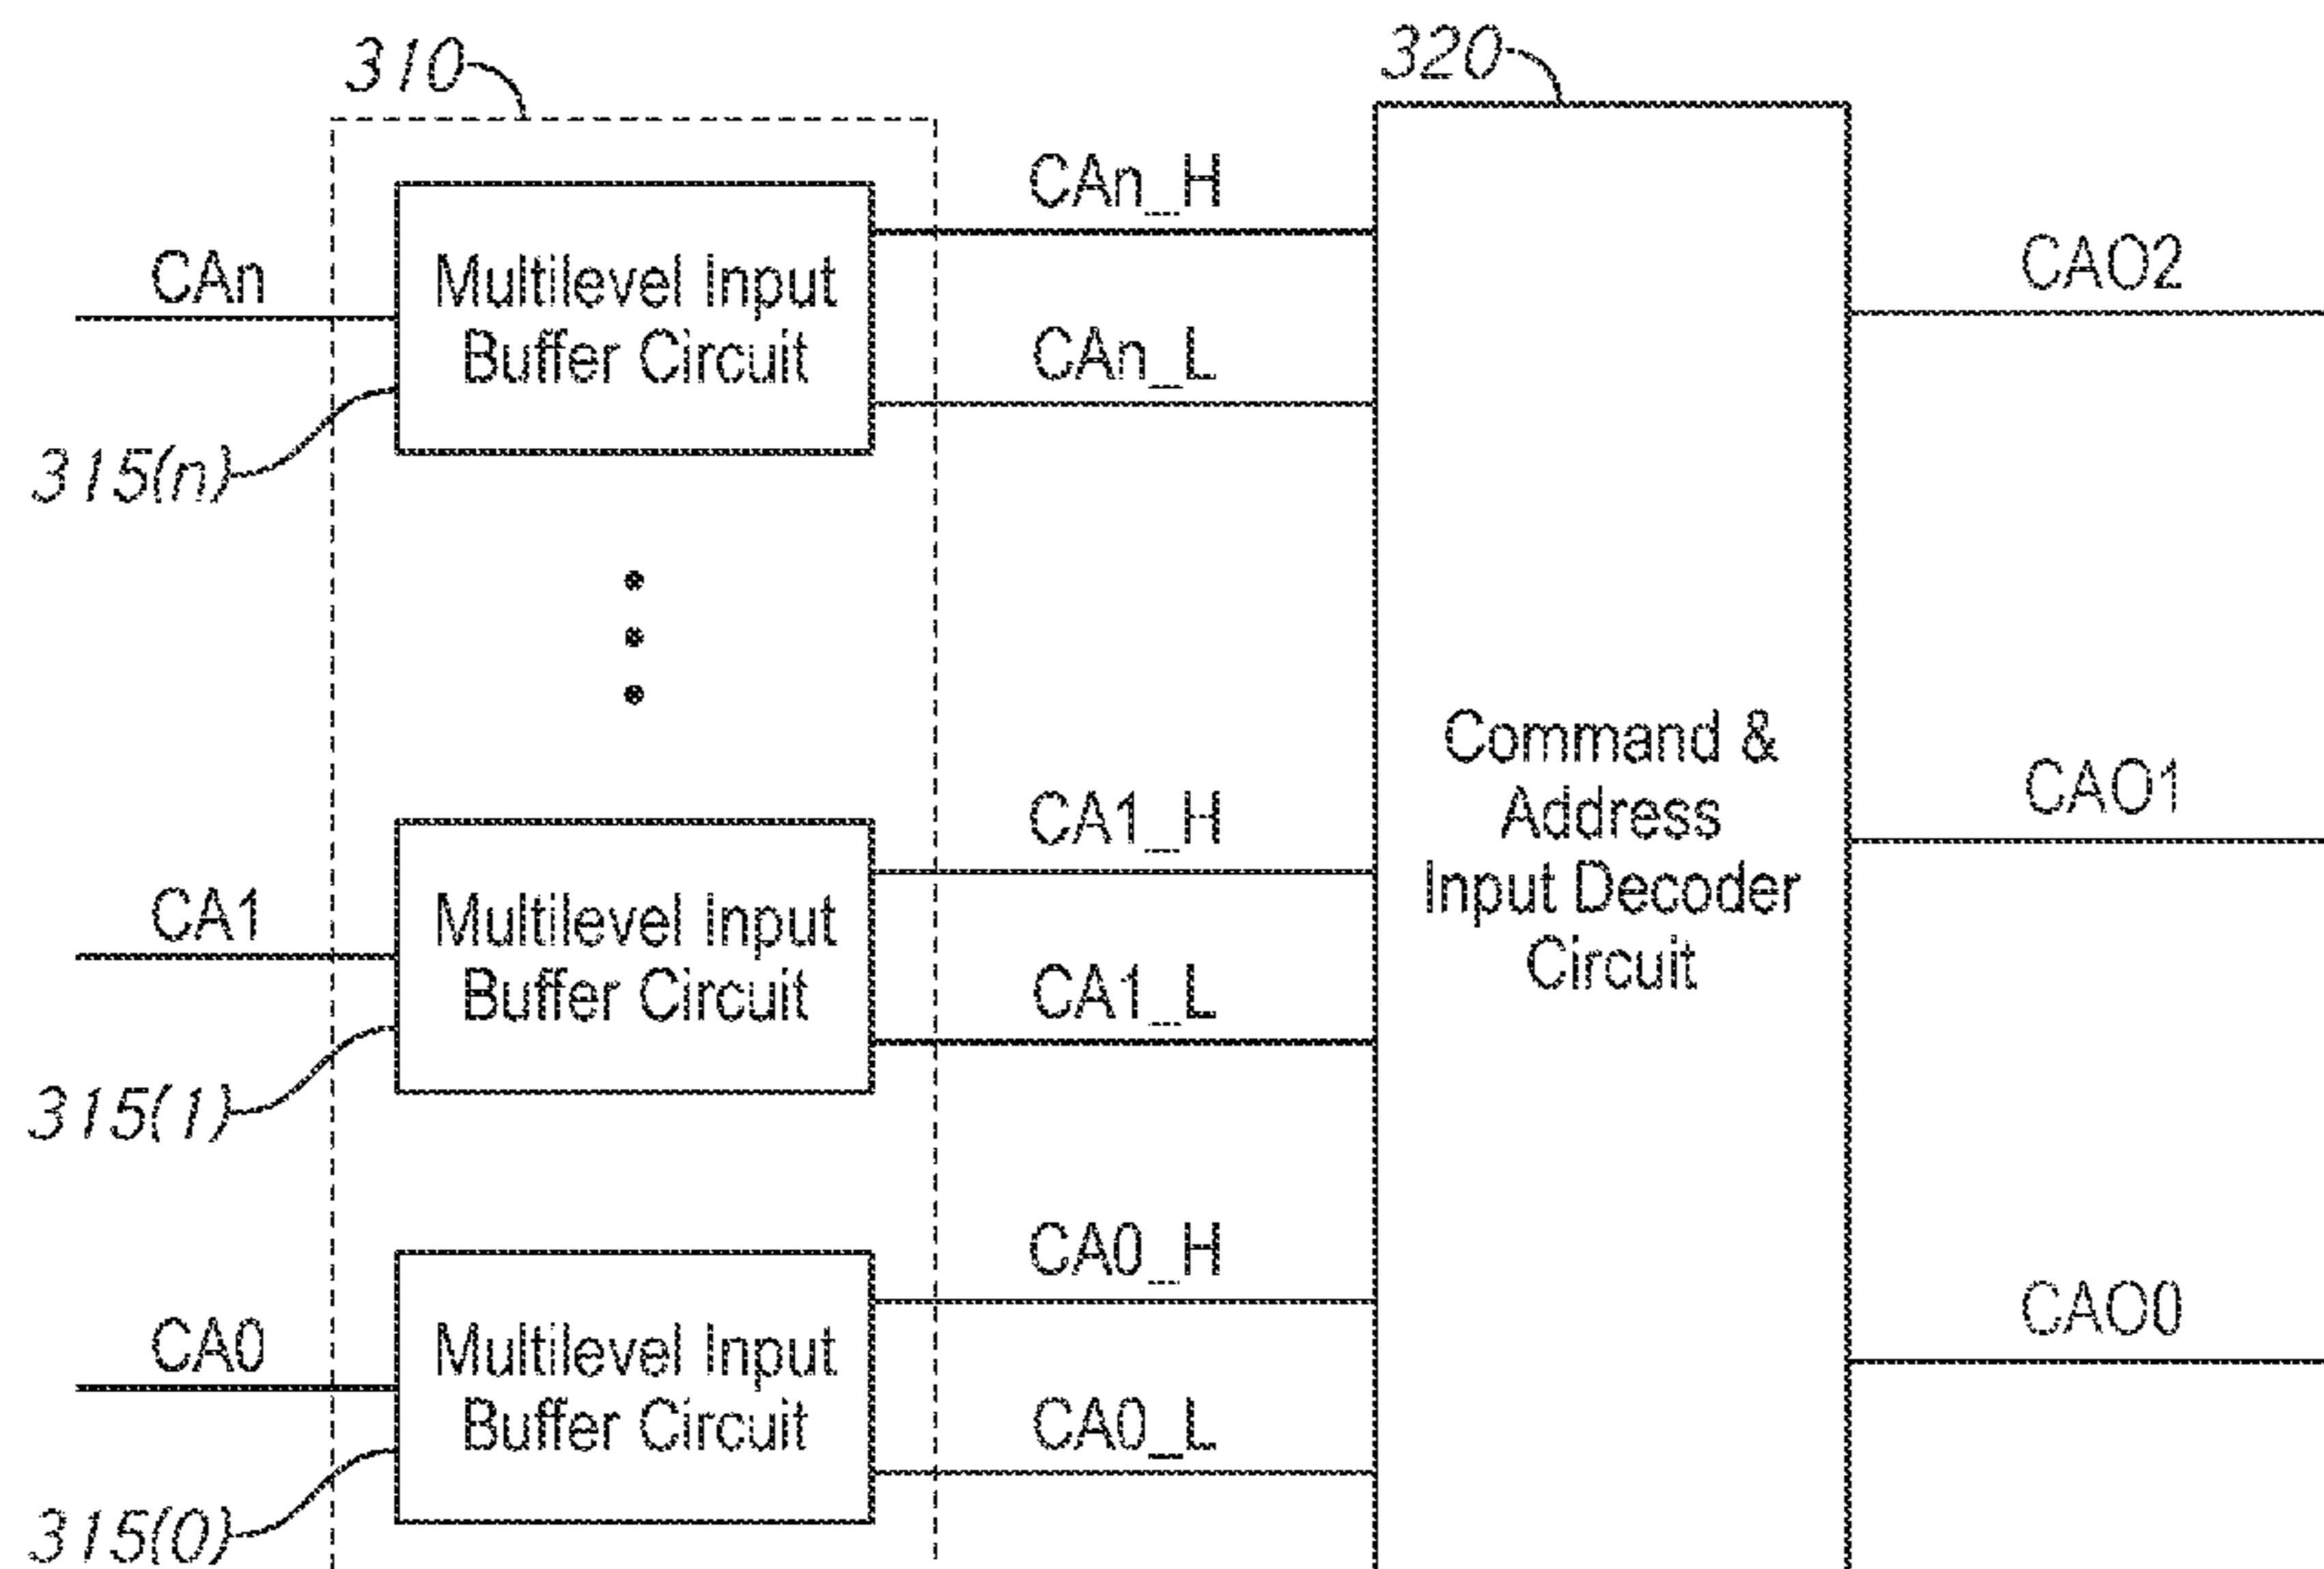 310
320
CAn
Multilevel Input
Buffer Circuit
315(n)
CAn_H
CAn_L
CA1
Multilevel Input
Buffer Circuit
315(1)
CA1_H
CA1_L
CA0
Multilevel Input
Buffer Circuit
315(0)
CA0_H
CA0_L
Command &
Address
Input Decoder
Circuit
CAO2
CAO1
CAO0